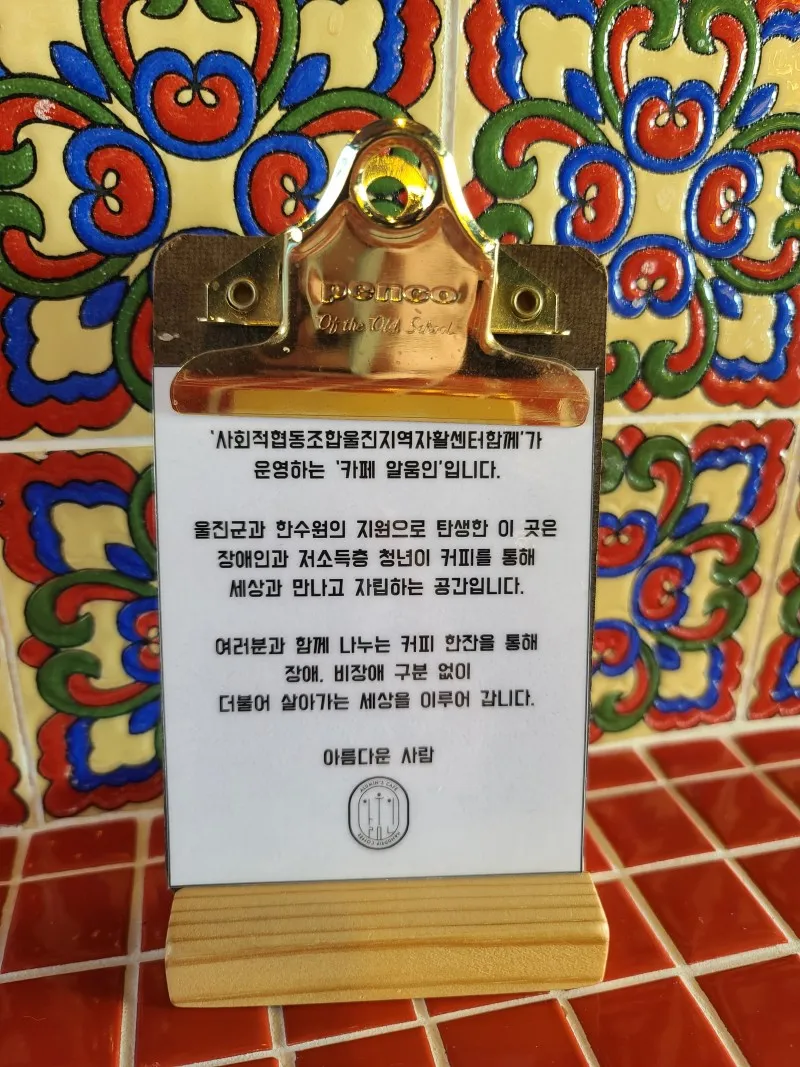 penco
Of the Old School
'사회적협동조합울진지역자활센터함께'가
운영하는 '카페 알움인'입니다.
울진군과 한수원의 지원으로 탄생한 이 곳은
장애인과 저소득층 청년이 커피를 통해
세상과 만나고 자립하는 공간입니다.
여러분과 함께 나누는 커피 한잔을 통해
장애, 비장애 구분 없이
더불어 살아가는 세상을 이루어 갑니다.
아름다운 사람